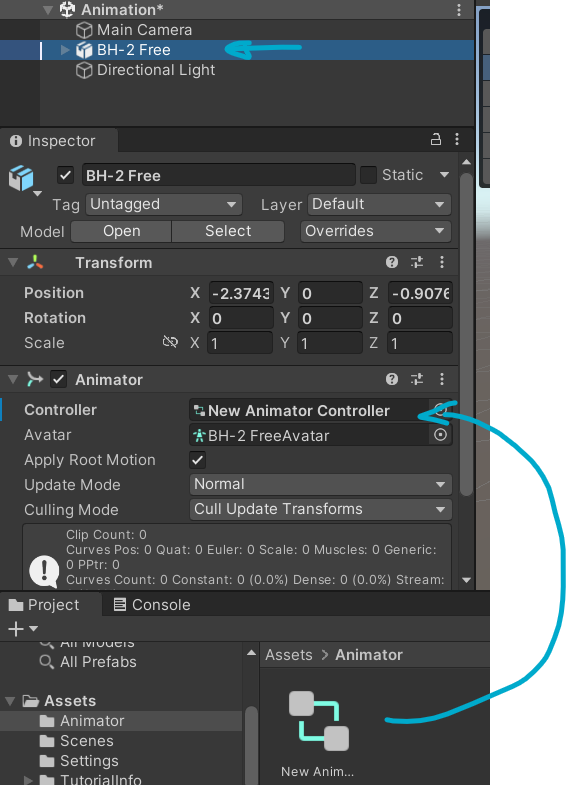 Animation*
Main Camera
BH-2 Free
Directional Light
Inspector
BH-2 Free Static
Tag Untagged Layer Default
Model Open Select Overrides
Transform
Position X -2.3743 Y 0 Z -0.9076
Rotation X 0 Y 0 Z 0
Scale X 1 Y 1 Z 1
Animator
Controller New Animator Controller
Avatar BH-2 FreeAvatar
Apply Root Motion
Update Mode Normal
Culling Mode Cull Update Transforms
Clip Count: 0
Curves Pos: 0 Quat: 0 Euler: 0 Scale: 0 Muscles: 0 Generic:
0 PPtr: 0
Curves Count: 0 Constant: 0 (0.0%) Dense: 0 (0.0%) Stream:
Project Console
All Models
All Prefabs
Assets > Animator
Assets
Animator
Scenes
Settings
TutorialInfo
New Anim...